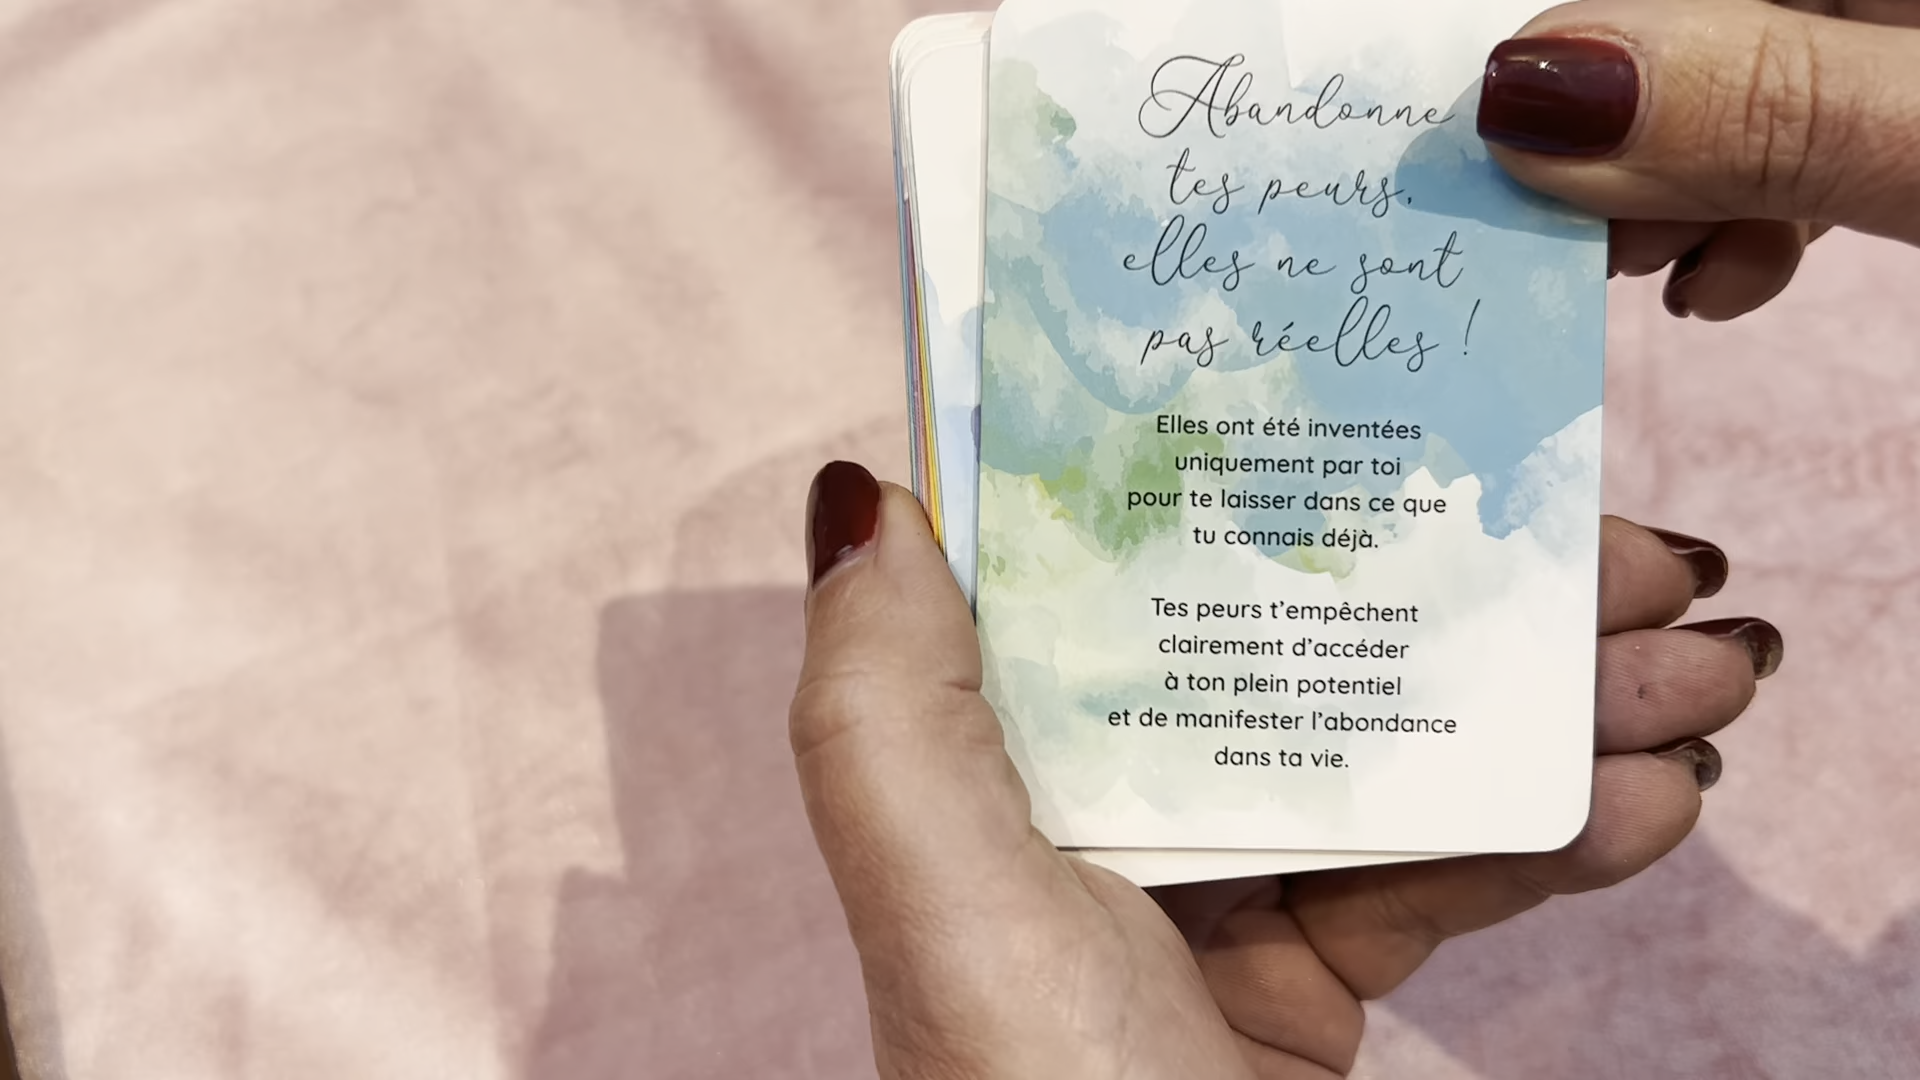 Abandonne
tes peurs,
elles ne sont
pas réelles !
Elles ont été inventées
uniquement par toi
pour te laisser dans ce que
tu connais déjà.
Tes peurs t’empêchent
clairement d’accéder
à ton plein potentiel
et de manifester l’abondance
dans ta vie.